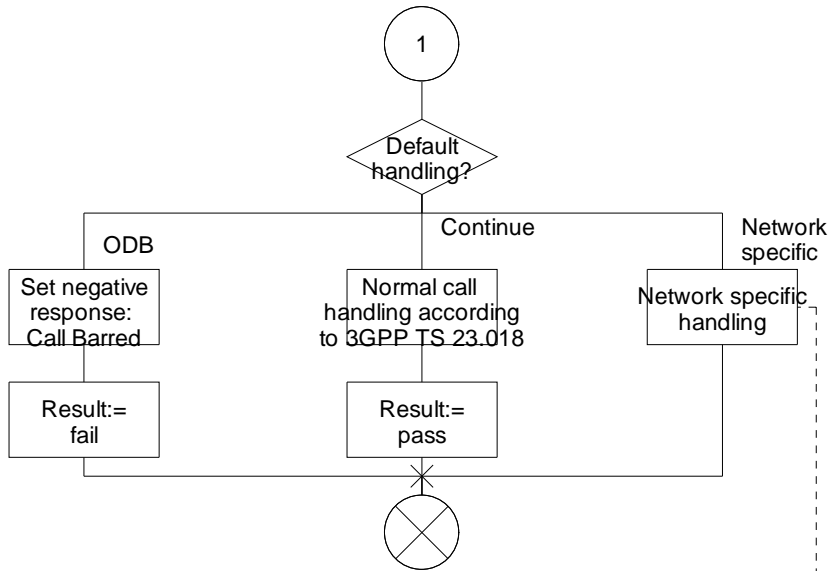 1
Default
handling?
ODB
Continue
Network
specific
Set negative
response:
Call Barred
Normal call
handling according
to 3GPP TS 23.018
Network specific
handling
Result:=
fail
Result:=
pass